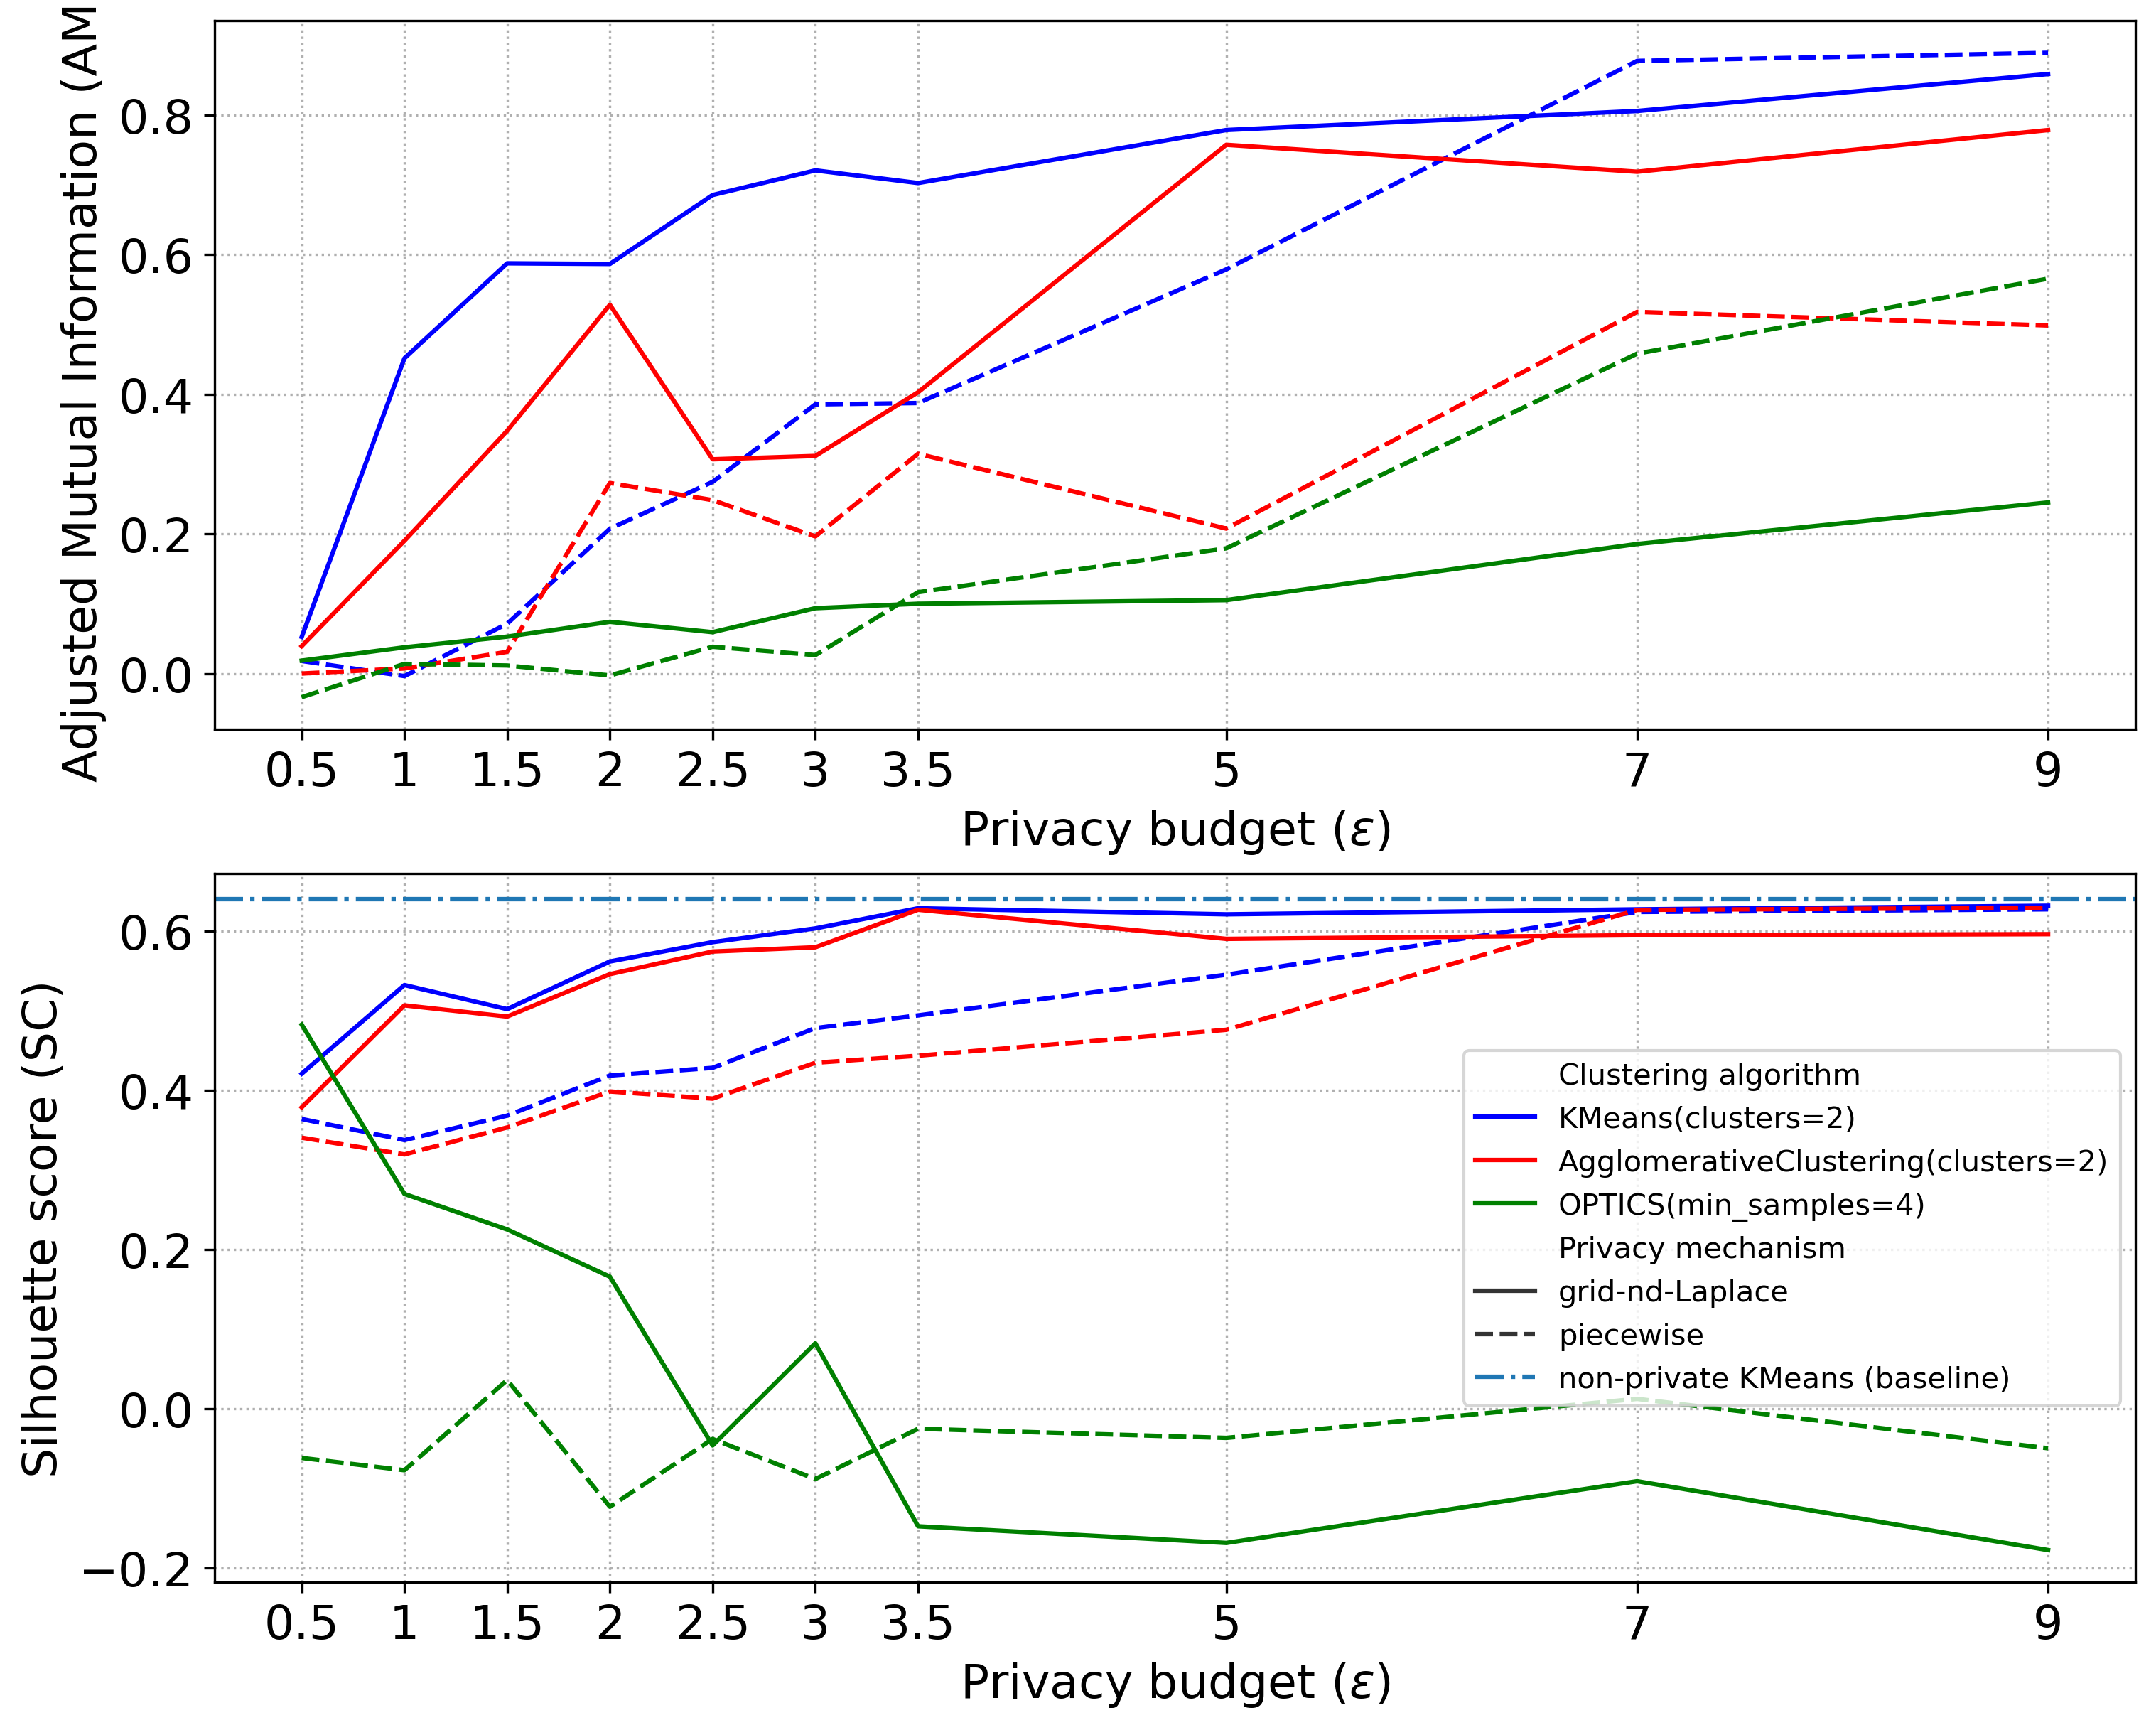 Adjusted Mutual Information (AM
0.8
0.6
0.4
0.2
0.0
0.5 1 1.5 2 2.5 3 3.5 5 7 9
Privacy budget (ε)
Silhouette score (SC)
0.6
0.4
0.2
0.0
−0.2
Clustering algorithm
KMeans(clusters=2)
AgglomerativeClustering(clusters=2)
OPTICS(min_samples=4)
Privacy mechanism
grid-nd-Laplace
piecewise
non-private KMeans (baseline)
0.5 1 1.5 2 2.5 3 3.5 5 7 9
Privacy budget (ε)